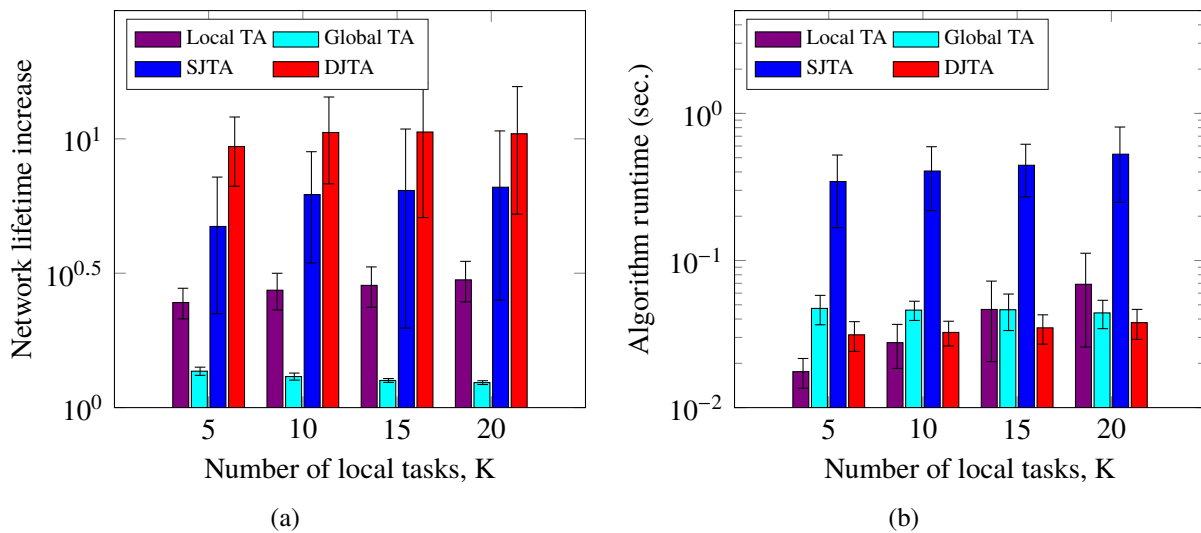 Local TA Global TA
SJTA DJTA
Network lifetime increase
10^1
10^0.5
10^0
5 10 15 20
Number of local tasks, K
(a)
Local TA Global TA
SJTA DJTA
Algorithm runtime (sec.)
10^0
10^−1
10^−2
5 10 15 20
Number of local tasks, K
(b)